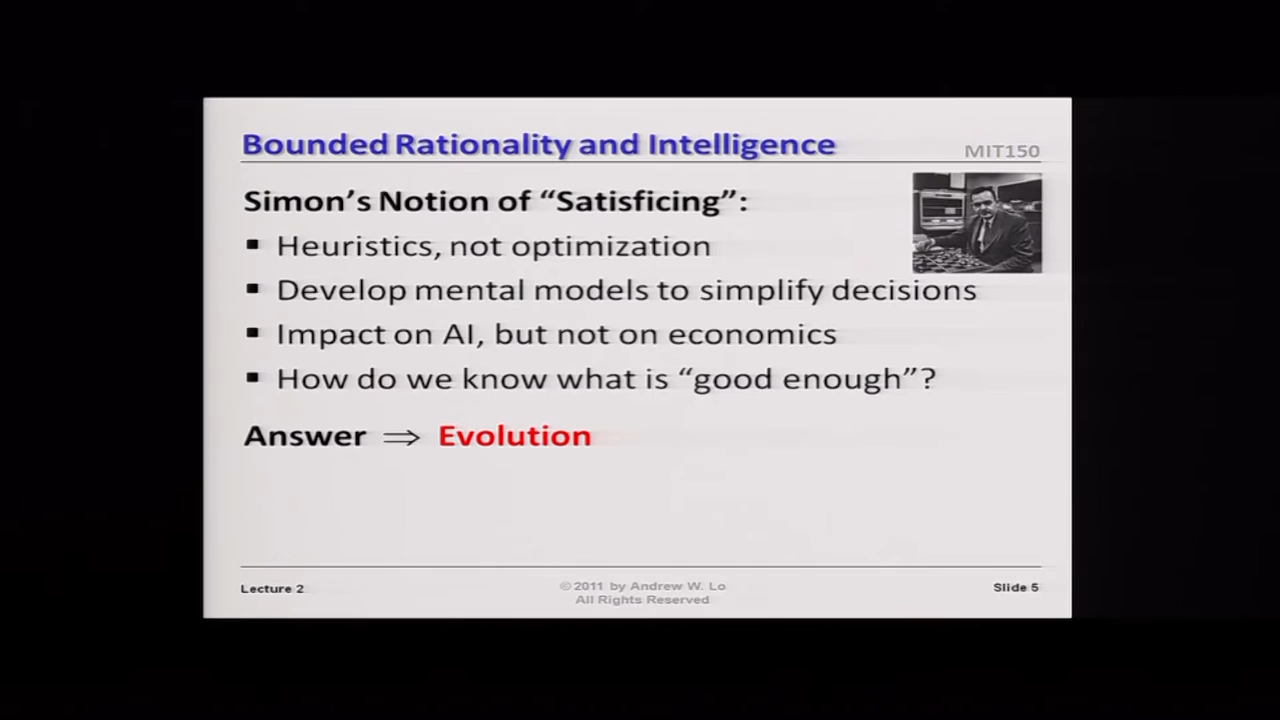 Bounded Rationality and Intelligence
MIT150
Simon's Notion of “Satisficing”:
▪ Heuristics, not optimization
▪ Develop mental models to simplify decisions
▪ Impact on AI, but not on economics
▪ How do we know what is “good enough”?
Answer ⇒ Evolution
Lecture 2
© 2011 by Andrew W. Lo
All Rights Reserved
Slide 5